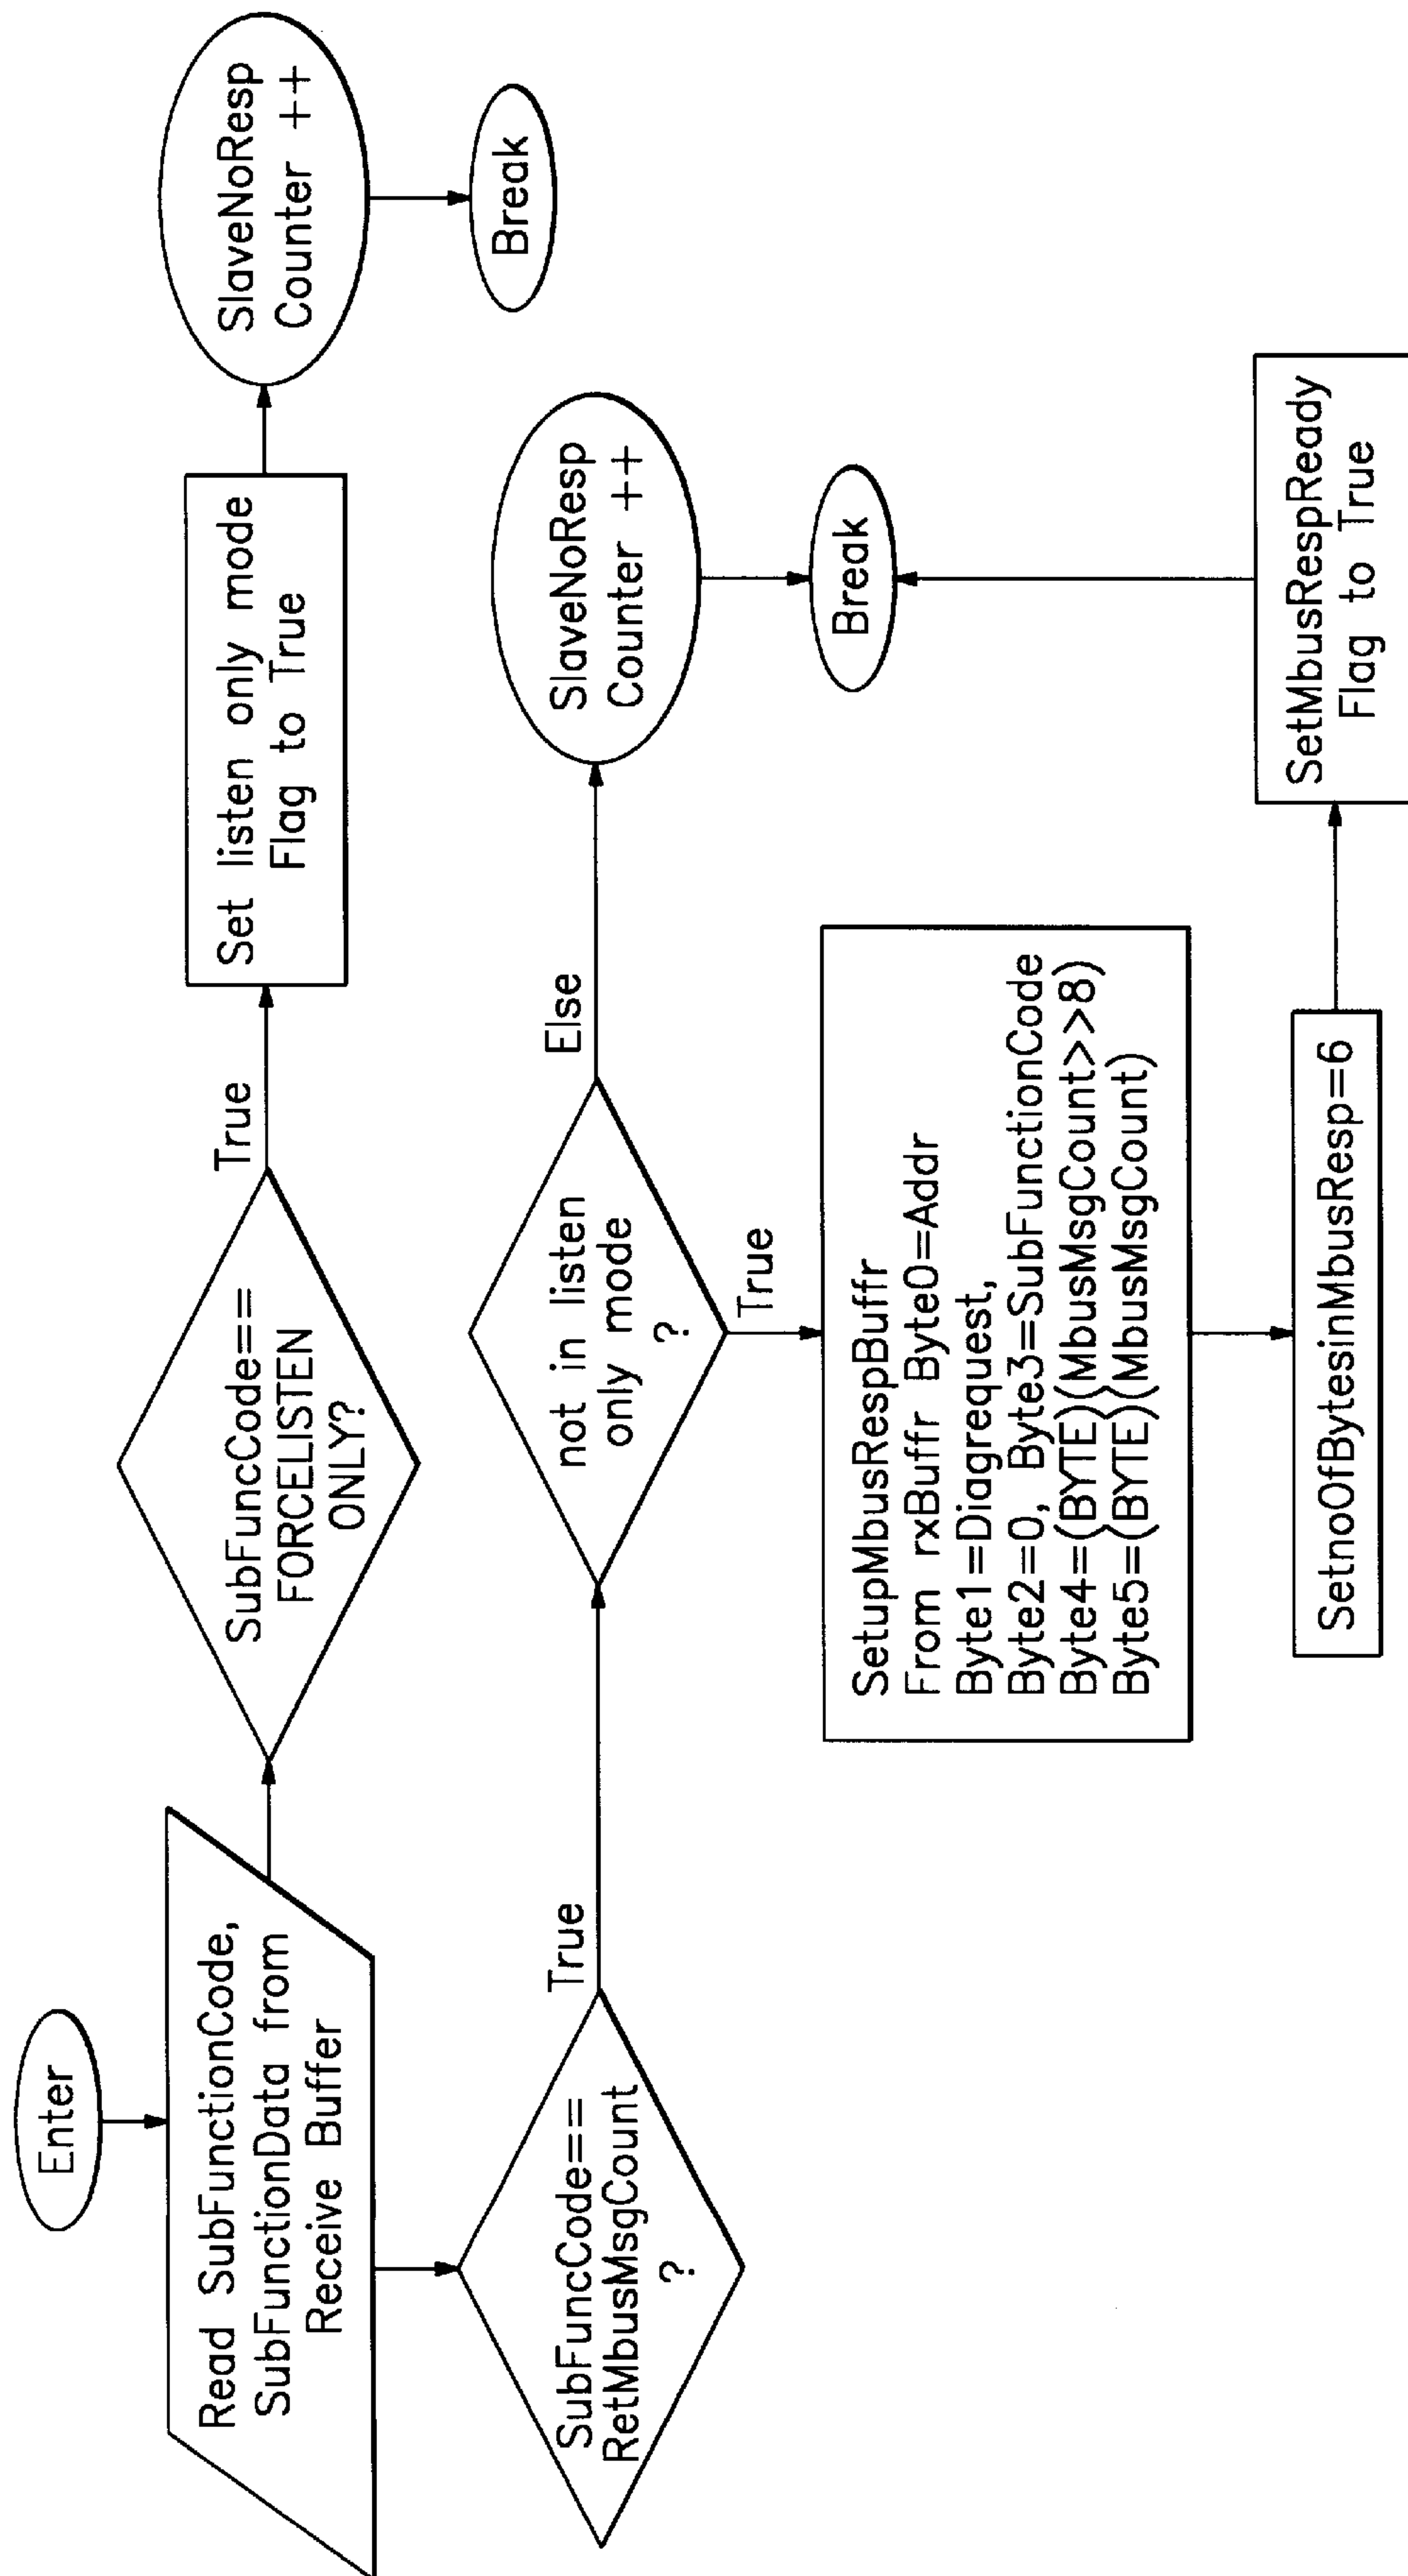 Enter
Read SubFunctionCode,
SubFunctionData from
Receive Buffer
SubFuncCode==
FORCELISTEN
ONLY?
True
Set listen only mode
Flag to True
SlaveNoResp
Counter ++
Break
SubFuncCode==
RetMbusMsgCount
?
True
not in listen
only mode
?
Else
SlaveNoResp
Counter ++
Break
True
SetupMbusRespBuffr
From rxBuffr Byte0=Addr
Byte1=Diagrequest,
Byte2=0, Byte3=SubFunctionCode
Byte4=(BYTE)(MbusMsgCount>>8)
Byte5=(BYTE)(MbusMsgCount)
SetnoOfBytesinMbusResp=6
SetMbusRespReady
Flag to True